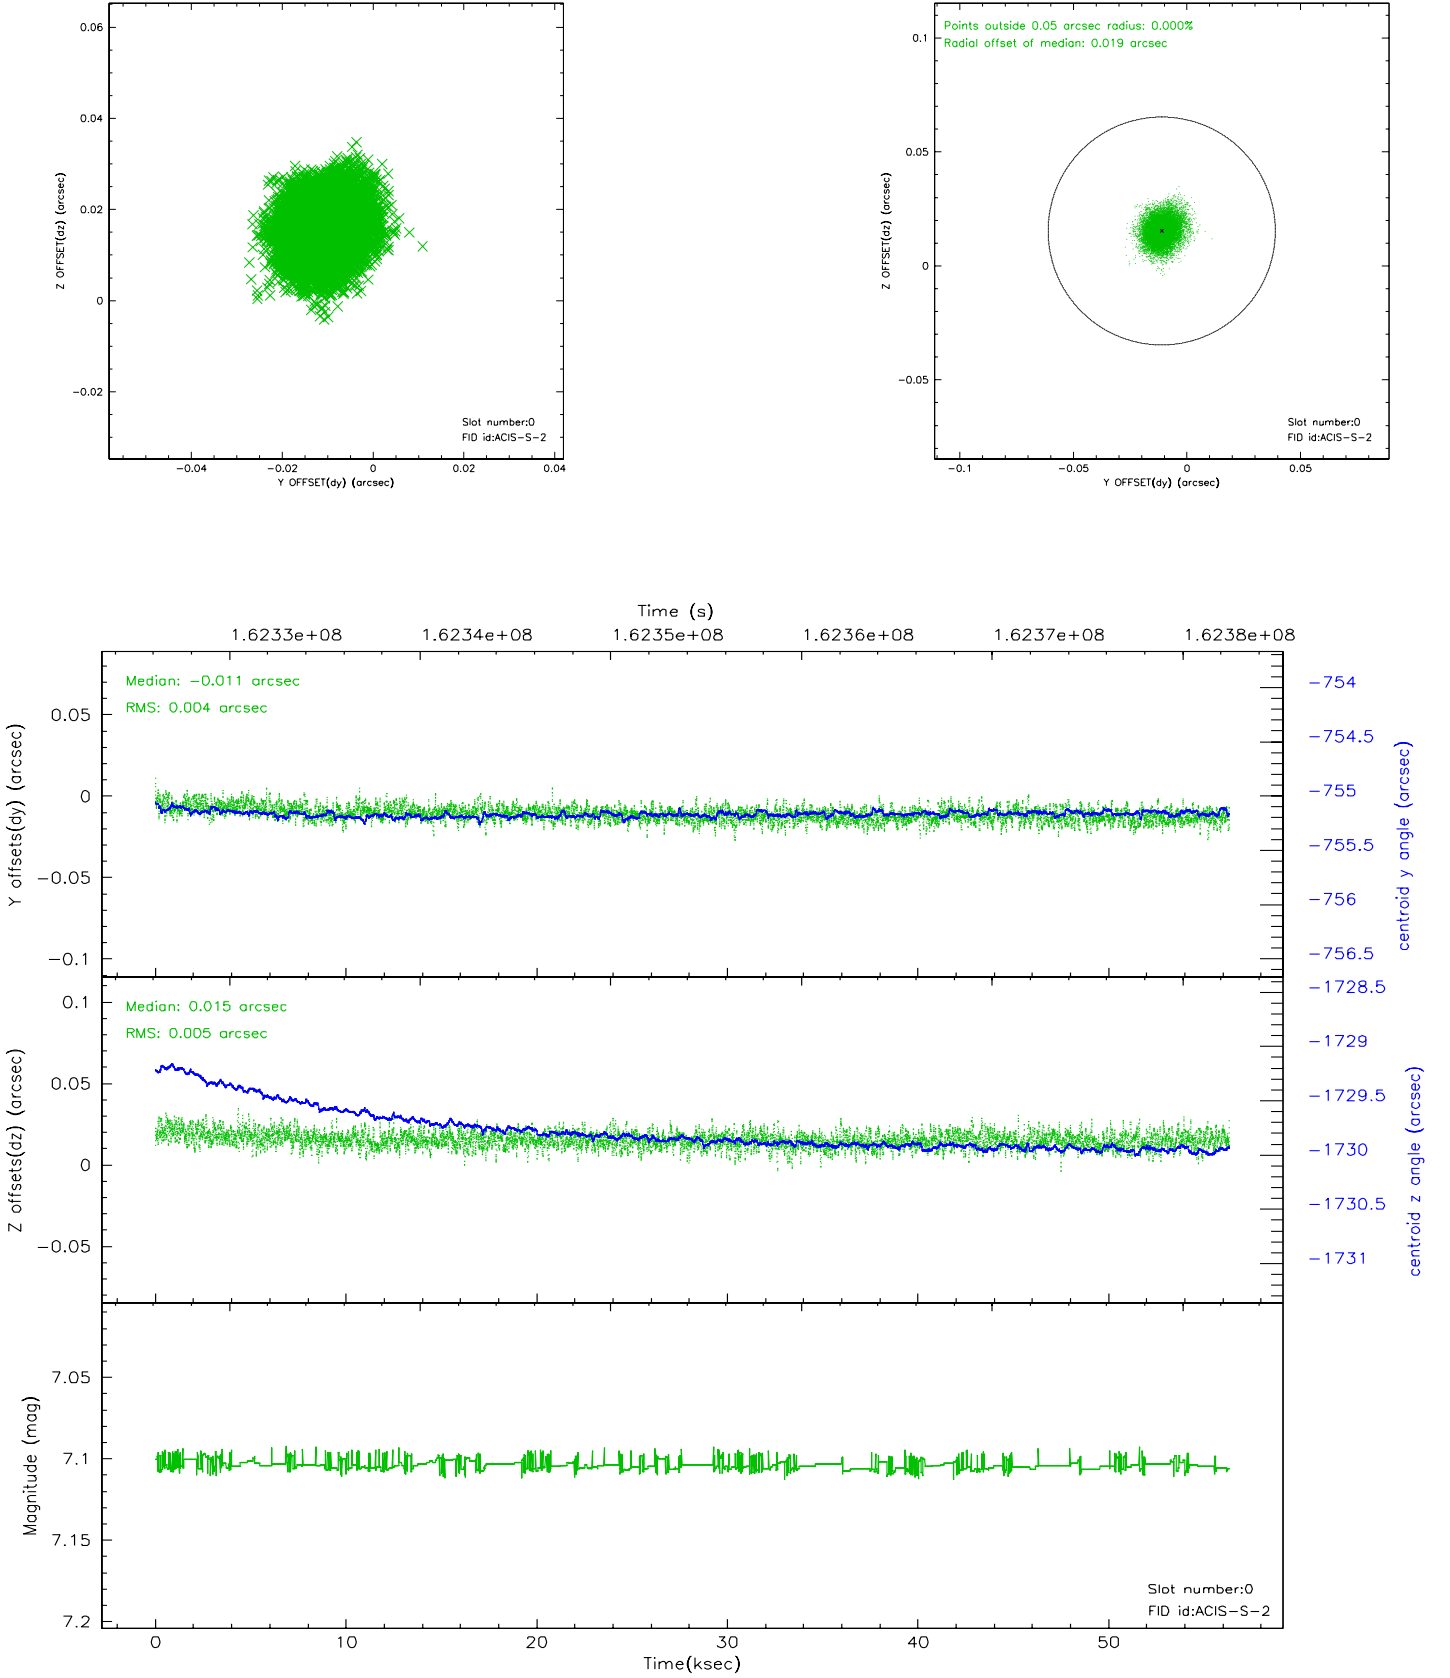 0.06
0.04
0.02
0
−0.02
Z OFFSET(dz) (arcsec)
Slot number:0
FID id:ACIS−S−2
−0.04 −0.02 0 0.02 0.04
Y OFFSET(dy) (arcsec)
Points outside 0.05 arcsec radius: 0.000%
Radial offset of median: 0.019 arcsec
0.1
0.05
0
−0.05
Z OFFSET(dz) (arcsec)
Slot number:0
FID id:ACIS−S−2
−0.1 −0.05 0 0.05
Y OFFSET(dy) (arcsec)
Time (s)
1.6233e+08 1.6234e+08 1.6235e+08 1.6236e+08 1.6237e+08 1.6238e+08
Median: −0.011 arcsec
RMS: 0.004 arcsec
0.05
0
−0.05
−0.1
Y offsets(dy) (arcsec)
−754
−754.5
−755
−755.5
−756
−756.5
centroid y angle (arcsec)
Median: 0.015 arcsec
RMS: 0.005 arcsec
0.1
0.05
0
−0.05
Z offsets(dz) (arcsec)
−1728.5
−1729
−1729.5
−1730
−1730.5
−1731
centroid z angle (arcsec)
7.05
7.1
7.15
7.2
Magnitude (mag)
Slot number:0
FID id:ACIS−S−2
0 10 20 30 40 50
Time(ksec)